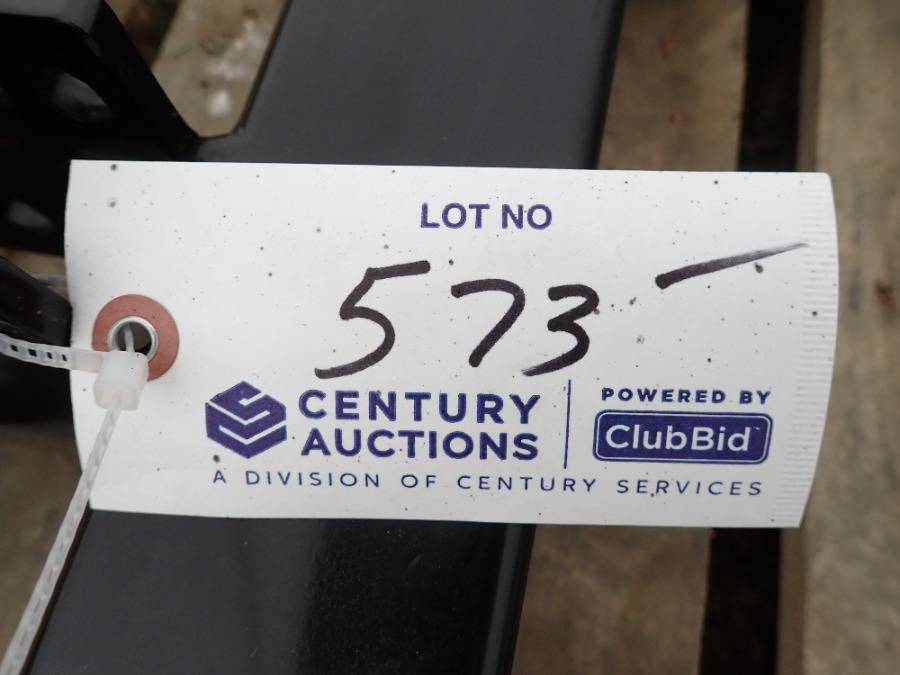 LOT NO
573 -
CENTURY AUCTIONS
POWERED BY
ClubBid
A DIVISION OF CENTURY SERVICES